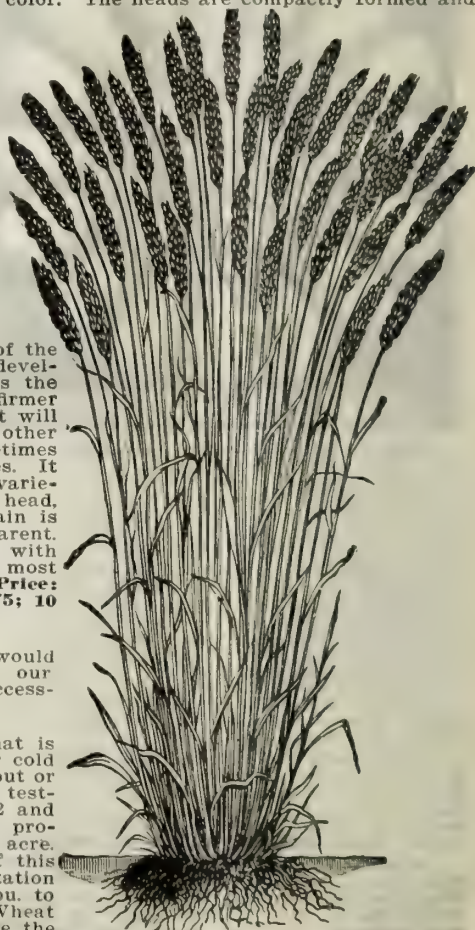 color. The heads are compactly formed and
of the
devel-
s the
firmer
t will
other
times
es. It
varie-
head,
ain is
arent.
with
most
Price:
75; 10
would
our
ccess-
at is
cold
out or
test-
2 and
pro-
acre.
f this
tation
ou. to
Wheat
e the